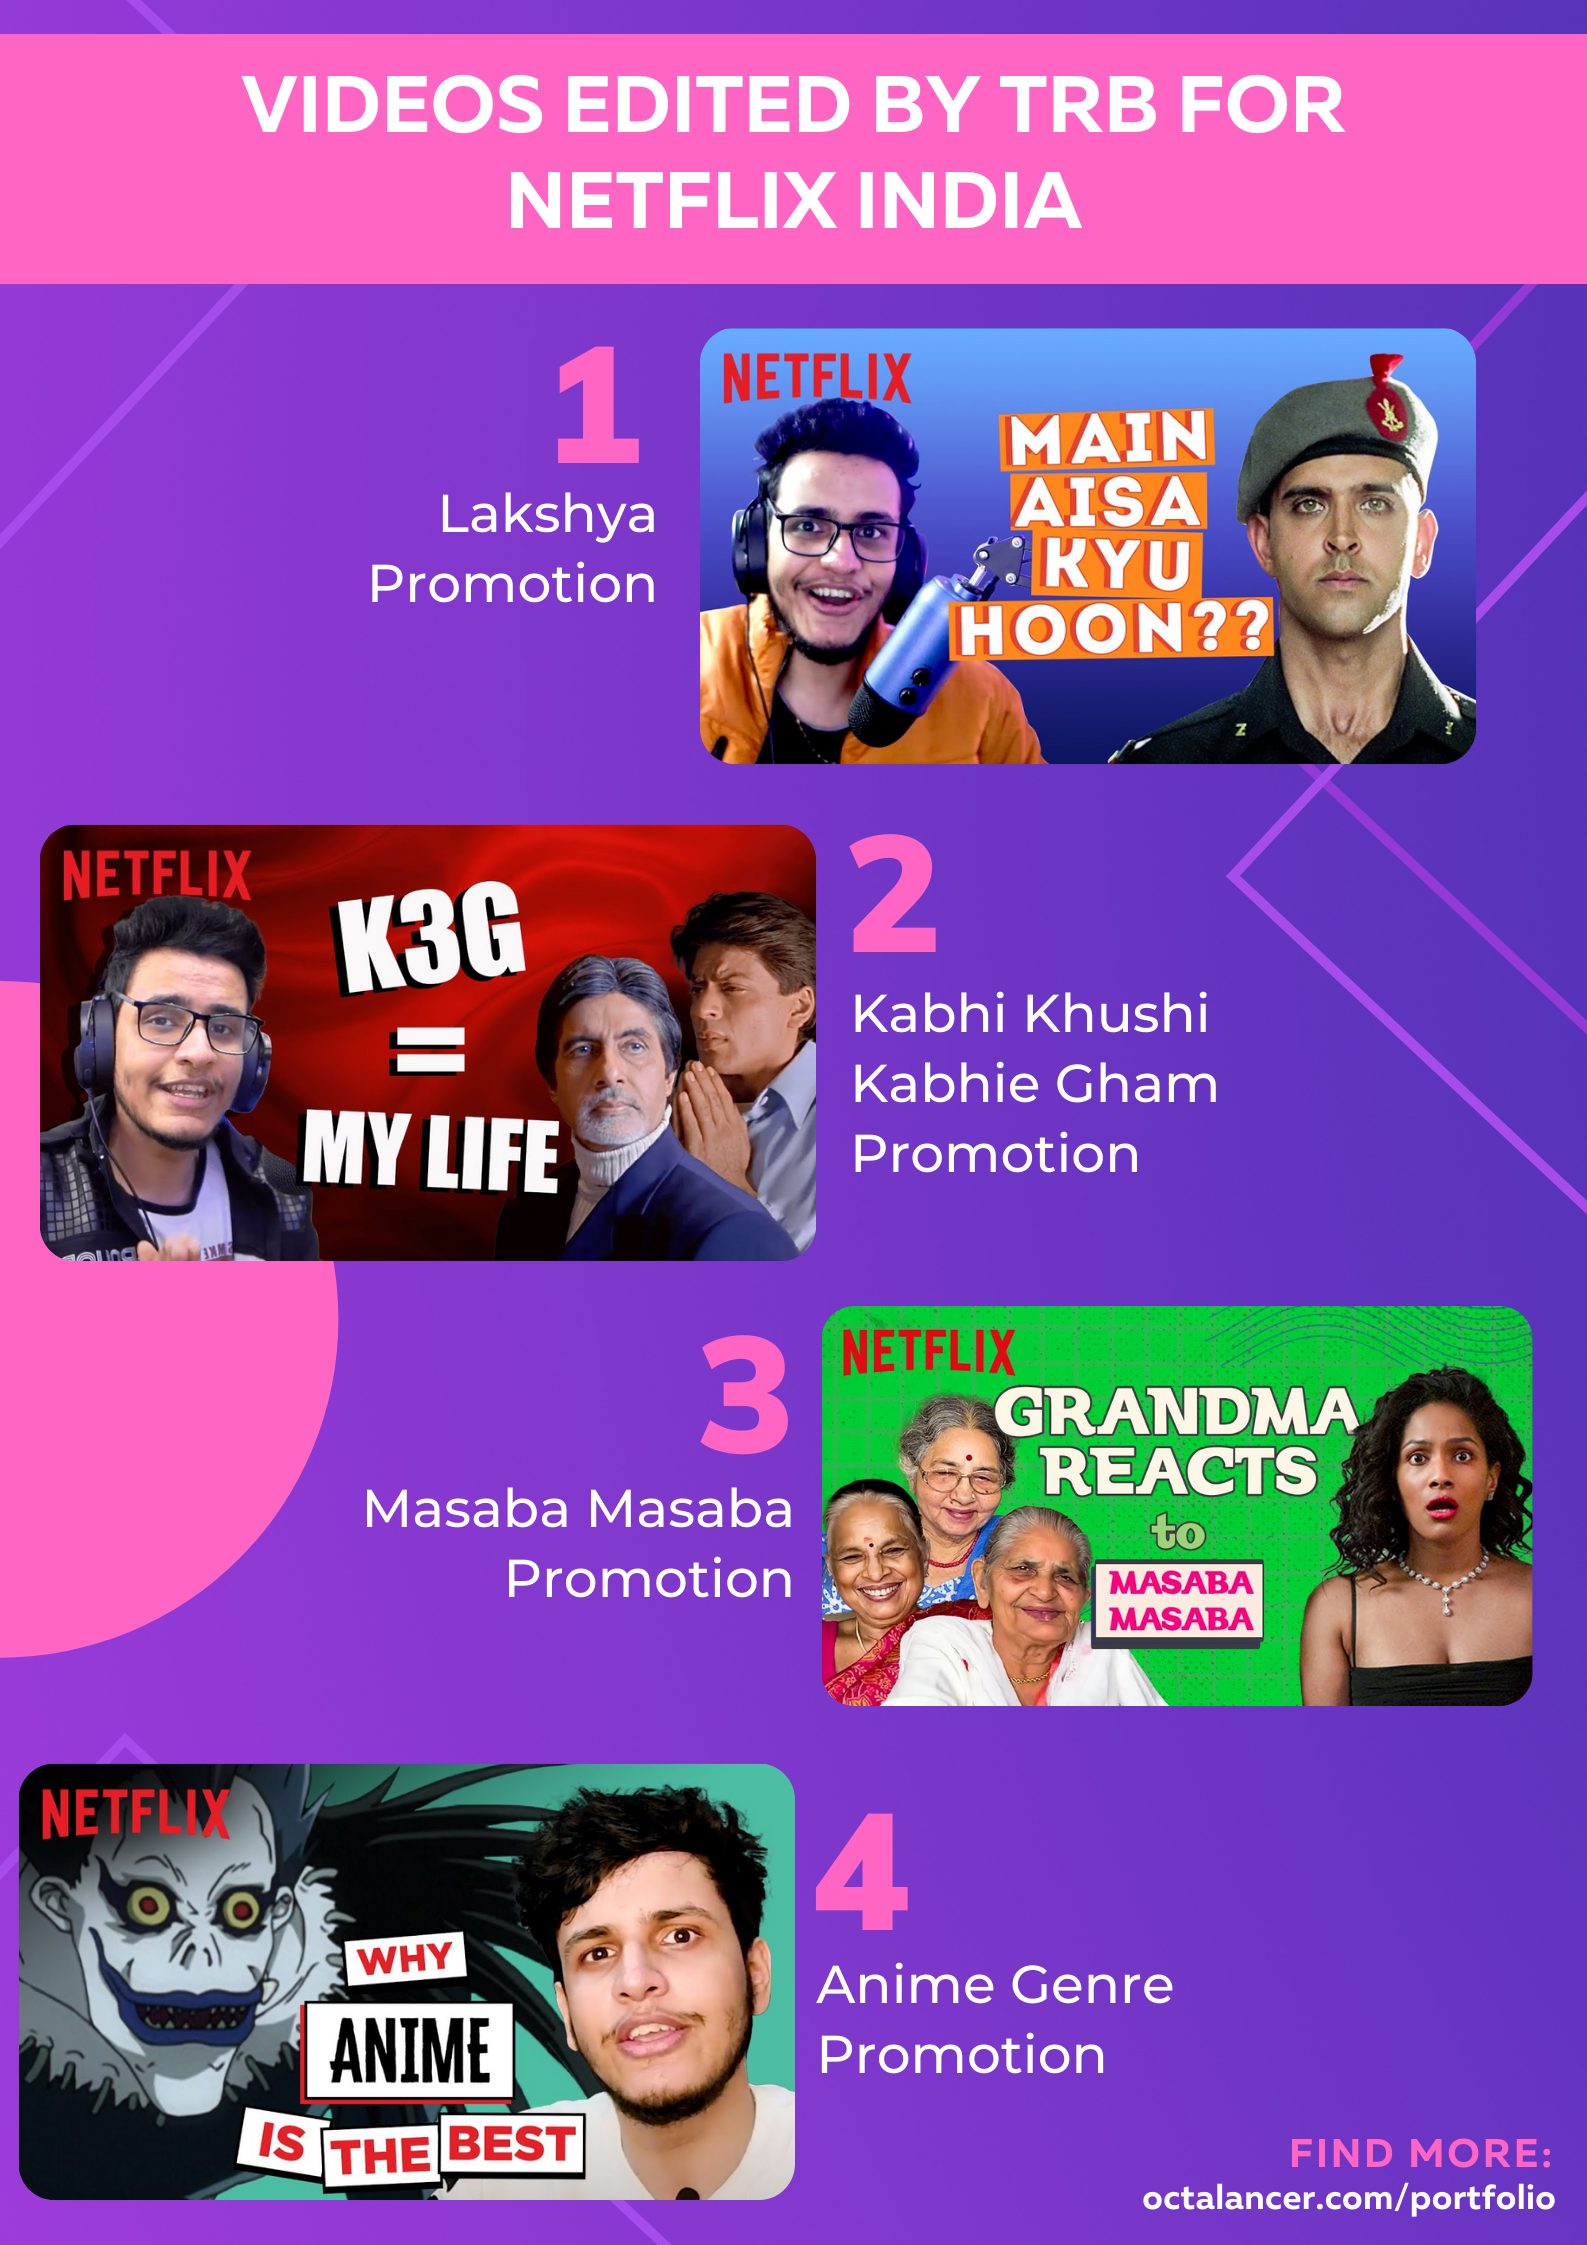 VIDEOS EDITED BY TRB FOR
NETFLIX INDIA
1
Lakshya
Promotion
NETFLIX
MAIN
AISA
KYU
HOON??
Z
NETFLIX
K3G
=
MY LIFE
2
Kabhi Khushi
Kabhie Gham
Promotion
3
Masaba Masaba
Promotion
NETFLIX
GRANDMA
REACTS
to
MASABA
MASABA
NETFLIX
WHY
ANIME
IS THE BEST
4
Anime Genre
Promotion
FIND MORE:
octalancer.com/portfolio